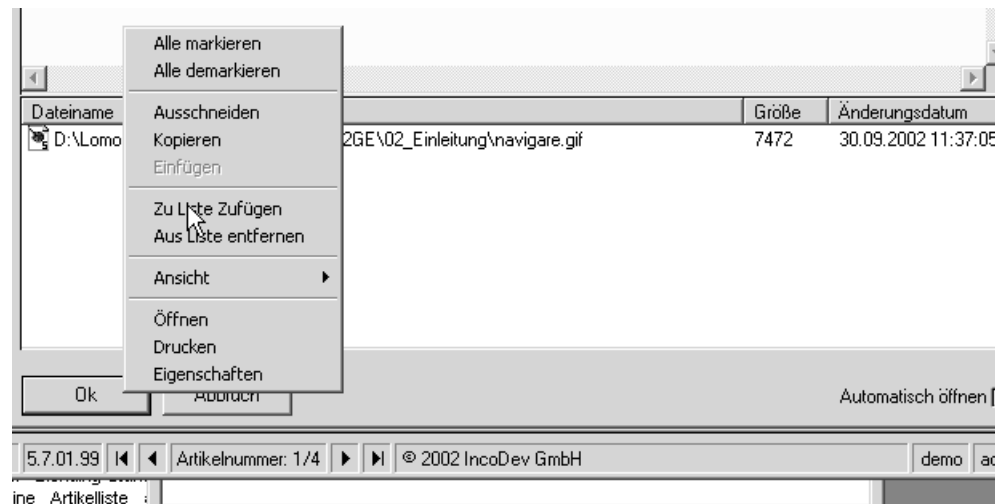 Alle markieren
Alle demarkieren
Ausschneiden
Kopieren
Einfügen
Zu Liste Zufügen
Aus Liste entfernen
Ansicht
Öffnen
Drucken
Eigenschaften
Dateiname Größe Änderungsdatum
D:\Lomo 2GE\02_Einleitung\navigare.gif 7472 30.09.2002 11:37:05
Ok Abbruch Automatisch öffnen
5.7.01.99 Artikelnummer: 1/4 © 2002 IncoDev GmbH demo
ine Artikelliste